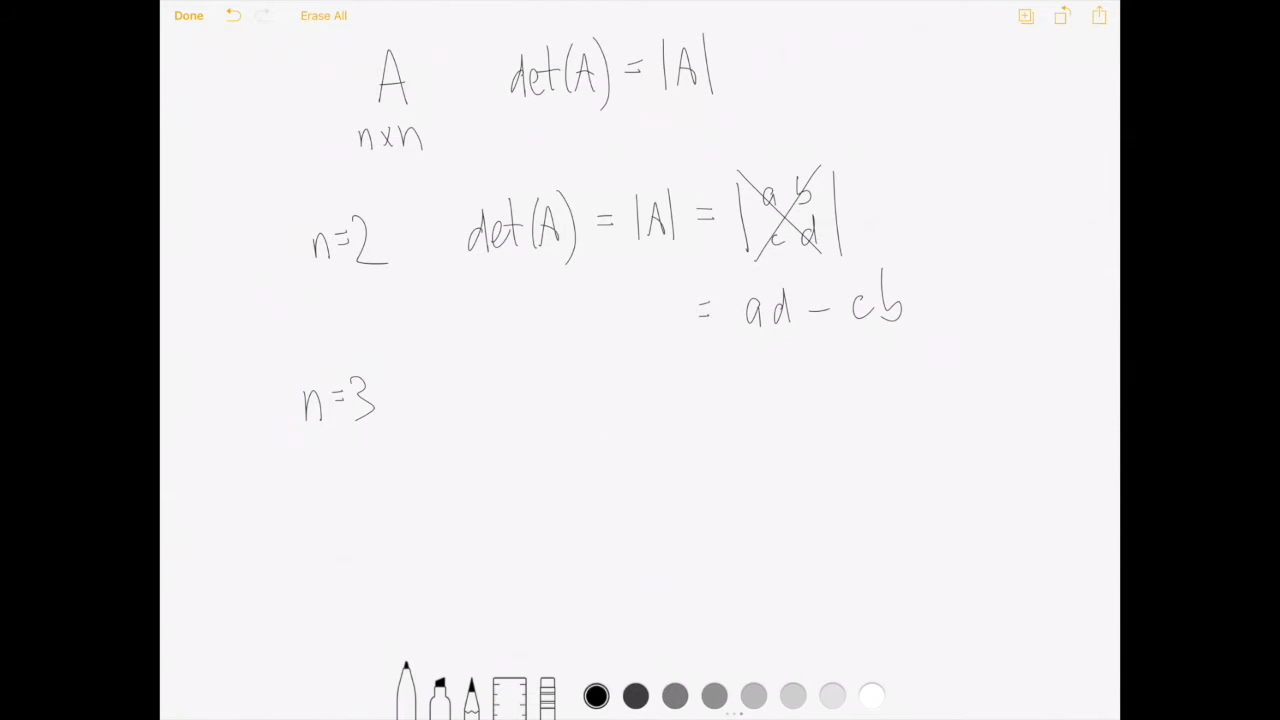 Done Erase All
A det(A) = |A|
n×n
n=2 det(A) = |A| = |a b|
|c d|
= ad - cb
n=3